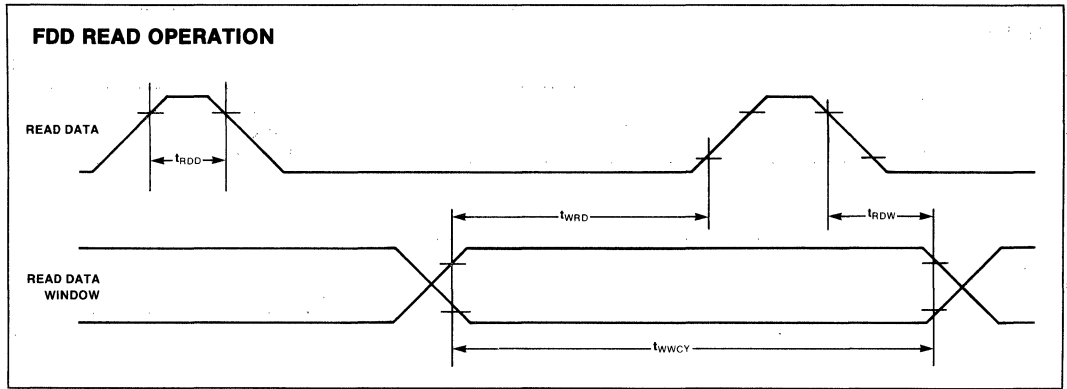 FDD READ OPERATION
READ DATA
tRDD
tWRD
tRDW
READ DATA
WINDOW
tWWCY